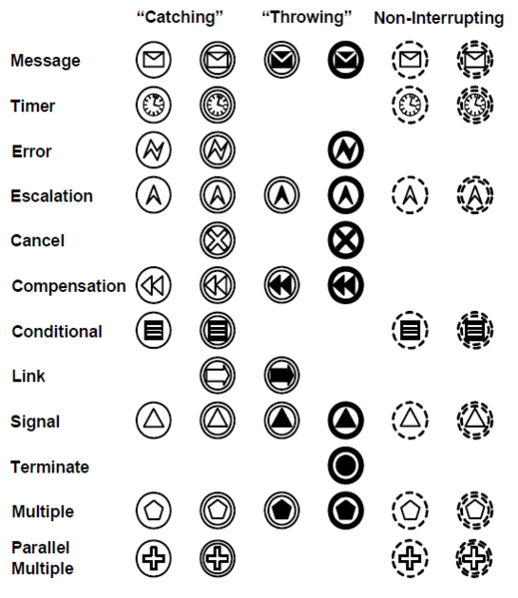 “Catching” “Throwing” Non-Interrupting
Message
Timer
Error
Escalation
Cancel
Compensation
Conditional
Link
Signal
Terminate
Multiple
Parallel
Multiple